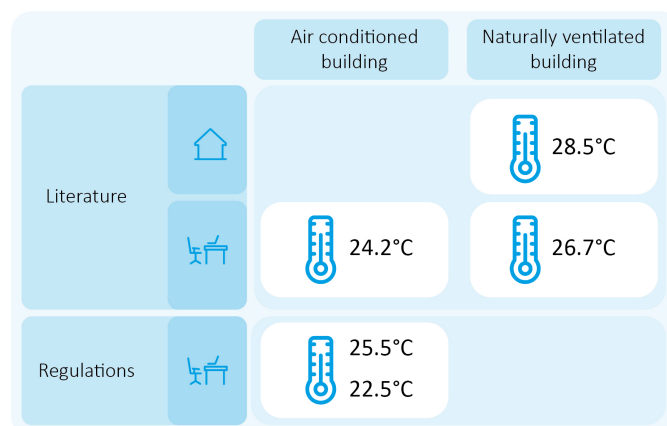 Air conditioned
building
Naturally ventilated
building
Literature
28.5°C
24.2°C
26.7°C
Regulations
25.5°C
22.5°C